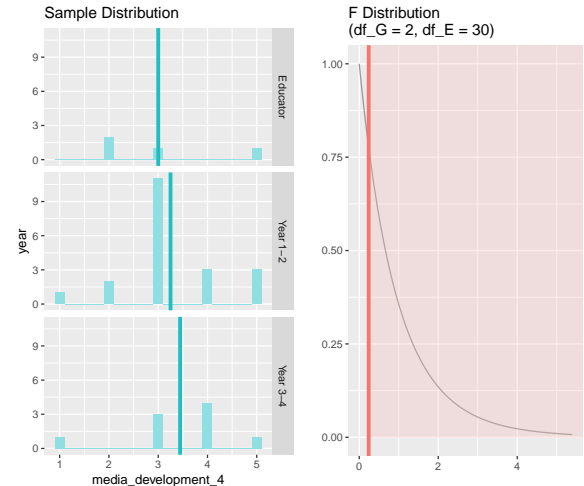 Sample Distribution
9
6
3
0
Educator
9
6
3
0
Year 1−2
9
6
3
0
Year 3−4
year
1 2 3 4 5
media_development_4
F Distribution
(df_G = 2, df_E = 30)
1.00
0.75
0.50
0.25
0.00
0 2 4